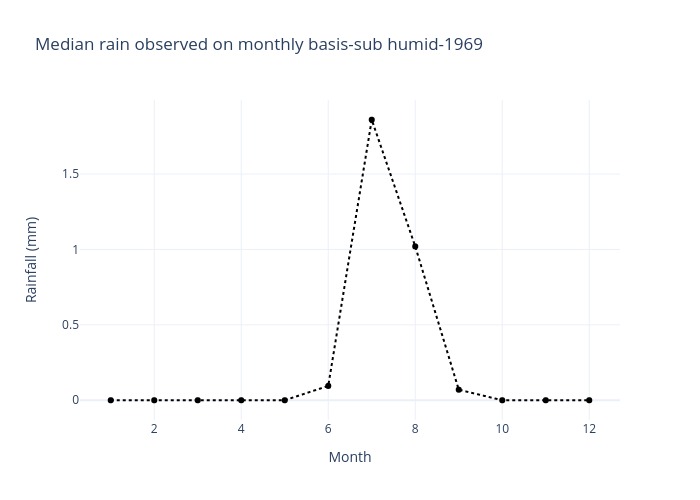 Median rain observed on monthly basis-sub humid-1969
Rainfall (mm)
1.5
1
0.5
0
2 4 6 8 10 12
Month